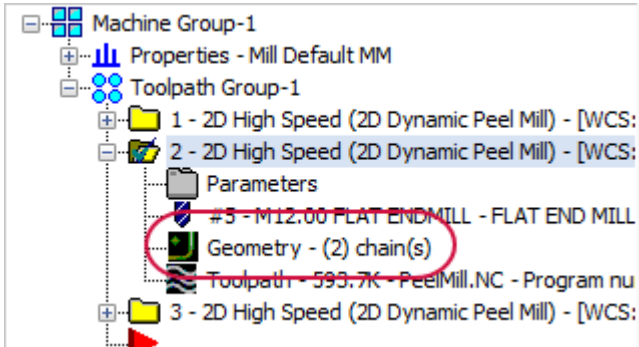 Machine Group-1
Properties - Mill Default MM
Toolpath Group-1
1 - 2D High Speed (2D Dynamic Peel Mill) - [WCS:
2 - 2D High Speed (2D Dynamic Peel Mill) - [WCS:
Parameters
#5 - M12.00 FLAT ENDMILL - FLAT END MILL
Geometry - (2) chain(s)
Toolpath - 593.7K - PeelMill.NC - Program nu
3 - 2D High Speed (2D Dynamic Peel Mill) - [WCS: